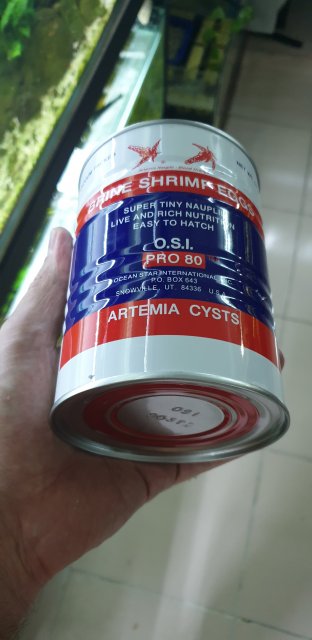 BRINE SHRIMP EGGS
SUPER TINY NAUPLII
LIVE AND RICH NUTRITION
EASY TO HATCH
O.S.I.
PRO 80
OCEAN STAR INTERNATIONAL, INC.
P.O. BOX 643
SNOWVILLE, UT. 84336 U.S.A.
ARTEMIA CYSTS